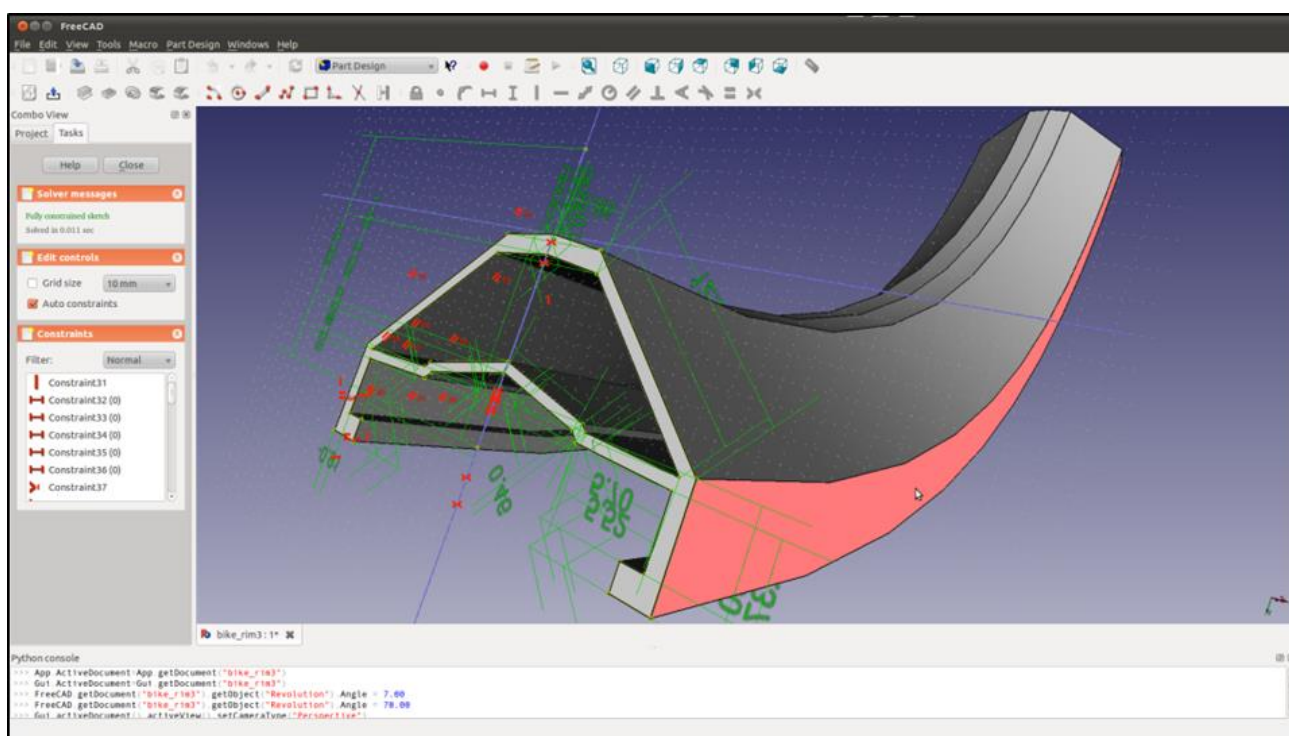 FreeCAD
File Edit View Tools Macro Part Design Windows Help
Part Design
Combo View
Project Tasks
Help Close
Solver messages
Fully constrained sketch
Solved in 0.011 sec
Edit controls
Grid size 10 mm
Auto constraints
Constraints
Filter: Normal
Constraint31
Constraint32 (0)
Constraint33 (0)
Constraint34 (0)
Constraint35 (0)
Constraint36 (0)
Constraint37
bike_rim3 : 1*
Python console
>>> App.ActiveDocument=App.getDocument("bike_rim3")
>>> Gui.ActiveDocument=Gui.getDocument("bike_rim3")
>>> FreeCAD.getDocument("bike_rim3").getObject("Revolution").Angle = 7.00
>>> FreeCAD.getDocument("bike_rim3").getObject("Revolution").Angle = 70.00
>>> Gui.activeDocument().activeView().setCameraType("Perspective")